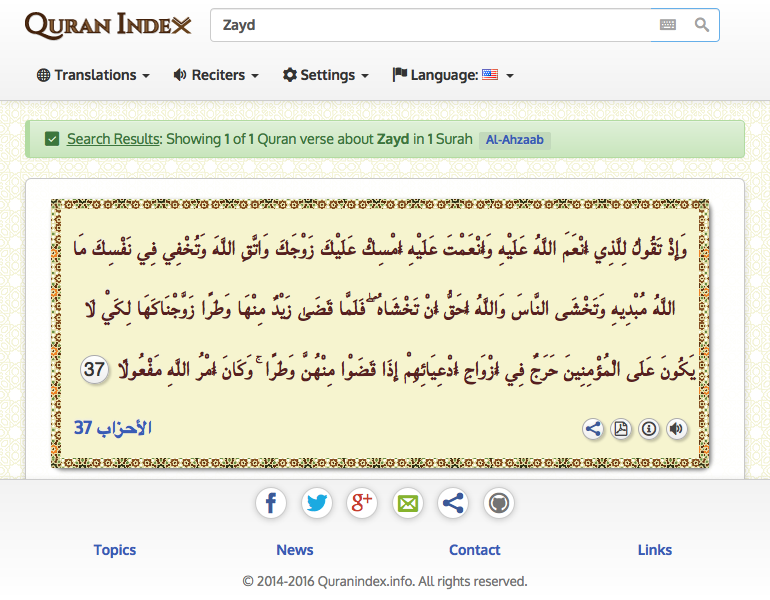 QURAN INDEX
Zayd
Translations
Reciters
Settings
Language:
Search Results: Showing 1 of 1 Quran verse about Zayd in 1 Surah Al-Ahzaab
وَإِذْ تَقُولُ لِلَّذِي أَنْعَمَ اللَّهُ عَلَيْهِ وَأَنْعَمْتَ عَلَيْهِ أَمْسِكْ عَلَيْكَ زَوْجَكَ وَاتَّقِ اللَّهَ وَتُخْفِي فِي نَفْسِكَ مَا
اللَّهُ مُبْدِيهِ وَتَخْشَى النَّاسَ وَاللَّهُ أَحَقُّ أَنْ تَخْشَاهُ ۖ فَلَمَّا قَضَىٰ زَيْدٌ مِنْهَا وَطَرًا زَوَّجْنَاكَهَا لِكَيْ لَا
يَكُونَ عَلَى الْمُؤْمِنِينَ حَرَجٌ فِي أَزْوَاجِ أَدْعِيَائِهِمْ إِذَا قَضَوْا مِنْهُنَّ وَطَرًا ۚ وَكَانَ أَمْرُ اللَّهِ مَفْعُولًا 37
الأحزاب 37
Topics
News
Contact
Links
© 2014-2016 Quranindex.info. All rights reserved.